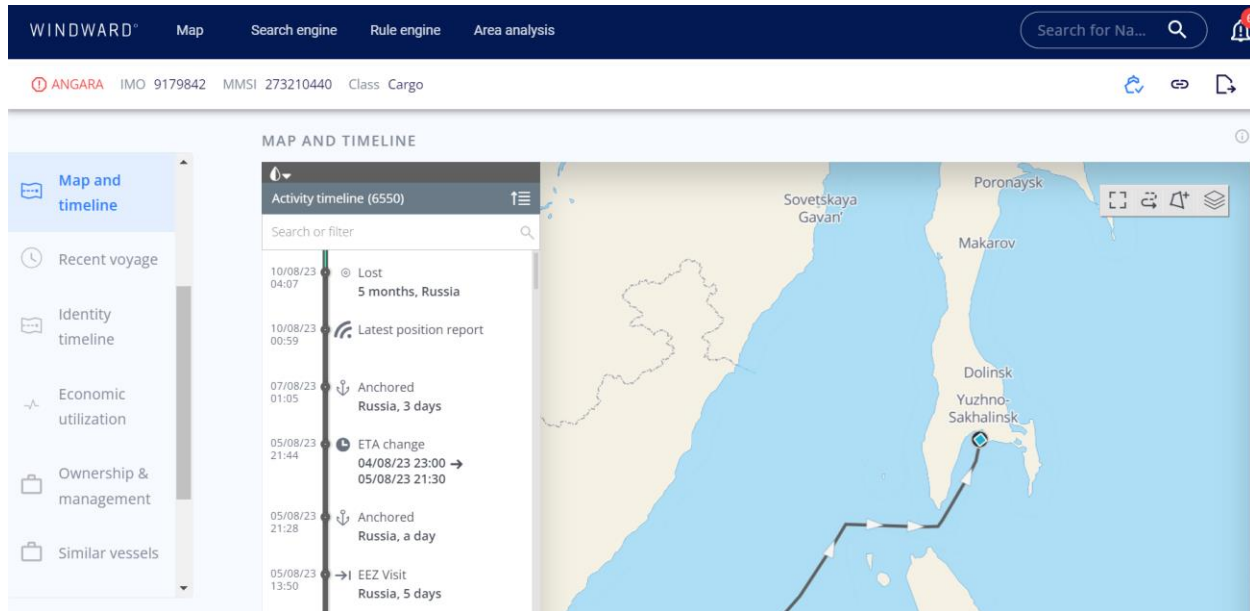 WINDWARD° Map Search engine Rule engine Area analysis Search for Na...
ANGARA IMO 9179842 MMSI 273210440 Class Cargo
MAP AND TIMELINE
Map and
timeline
Recent voyage
Identity
timeline
Economic
utilization
Ownership &
management
Similar vessels
Activity timeline (6550)
Search or filter
10/08/23 Lost
04:07 5 months, Russia
10/08/23 Latest position report
00:59
07/08/23 Anchored
01:05 Russia, 3 days
05/08/23 ETA change
21:44 04/08/23 23:00 →
05/08/23 21:30
05/08/23 Anchored
21:28 Russia, a day
05/08/23 EEZ Visit
13:50 Russia, 5 days
Sovetskaya
Gavan'
Poronaysk
Makarov
Dolinsk
Yuzhno-
Sakhalinsk